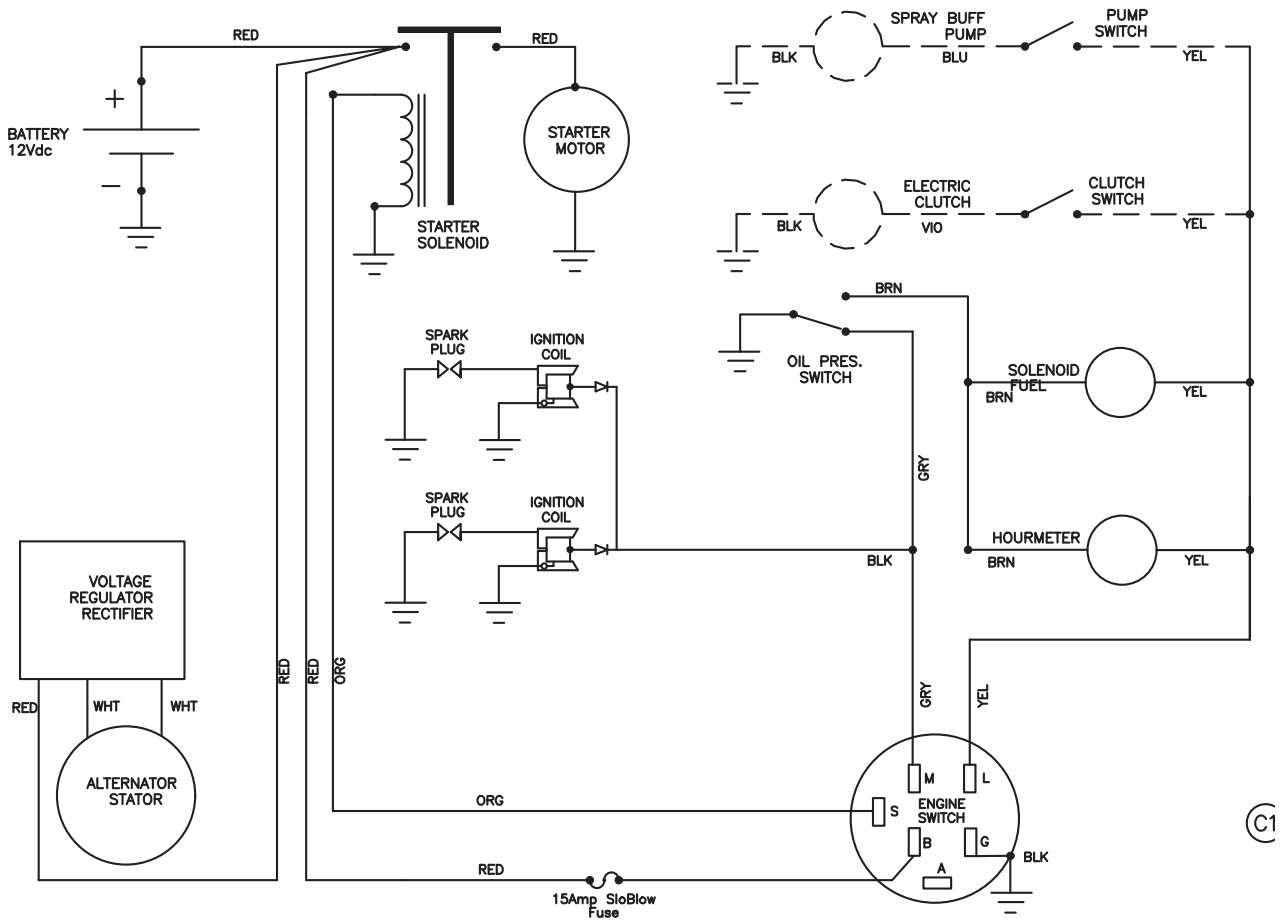 RED
RED
+
BATTERY
12Vdc
−
STARTER
MOTOR
STARTER
SOLENOID
SPRAY BUFF
PUMP
PUMP
SWITCH
BLK
BLU
YEL
ELECTRIC
CLUTCH
CLUTCH
SWITCH
BLK
VIO
YEL
BRN
OIL PRES.
SWITCH
SOLENOID
FUEL
BRN
YEL
SPARK
PLUG
IGNITION
COIL
GRY
SPARK
PLUG
IGNITION
COIL
BLK
HOURMETER
BRN
YEL
VOLTAGE
REGULATOR
RECTIFIER
RED
WHT
WHT
RED
RED
ORG
GRY
YEL
ALTERNATOR
STATOR
ORG
M
L
S
ENGINE
SWITCH
B
G
A
BLK
RED
15Amp SloBlow
Fuse
C1